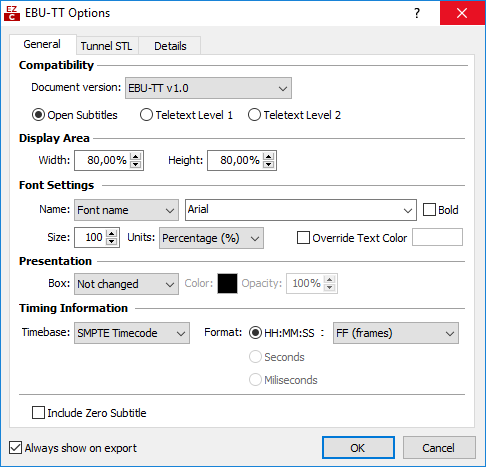 EZ
C
EBU-TT Options
?
General Tunnel STL Details
Compatibility
Document version: EBU-TT v1.0
Open Subtitles Teletext Level 1 Teletext Level 2
Display Area
Width: 80,00% Height: 80,00%
Font Settings
Name: Font name Arial Bold
Size: 100 Units: Percentage (%) Override Text Color
Presentation
Box: Not changed Color: Opacity: 100%
Timing Information
Timebase: SMPTE Timecode Format: HH:MM:SS : FF (frames)
Seconds
Miliseconds
Include Zero Subtitle
Always show on export OK Cancel